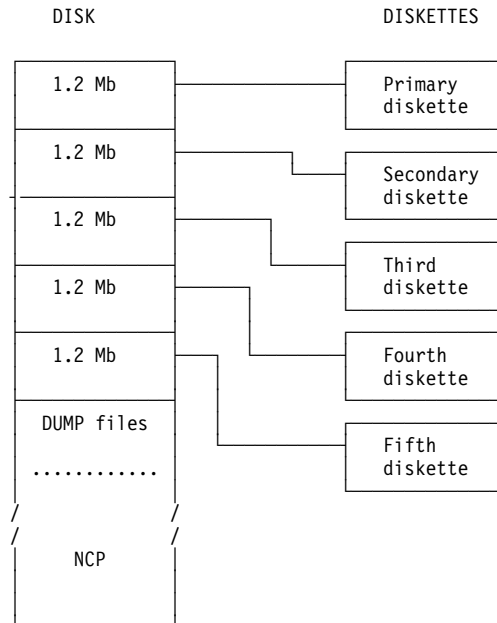 DISK
DISKETTES
1.2 Mb
Primary
diskette
1.2 Mb
Secondary
diskette
1.2 Mb
Third
diskette
1.2 Mb
Fourth
diskette
1.2 Mb
Fifth
diskette
DUMP files
............
NCP